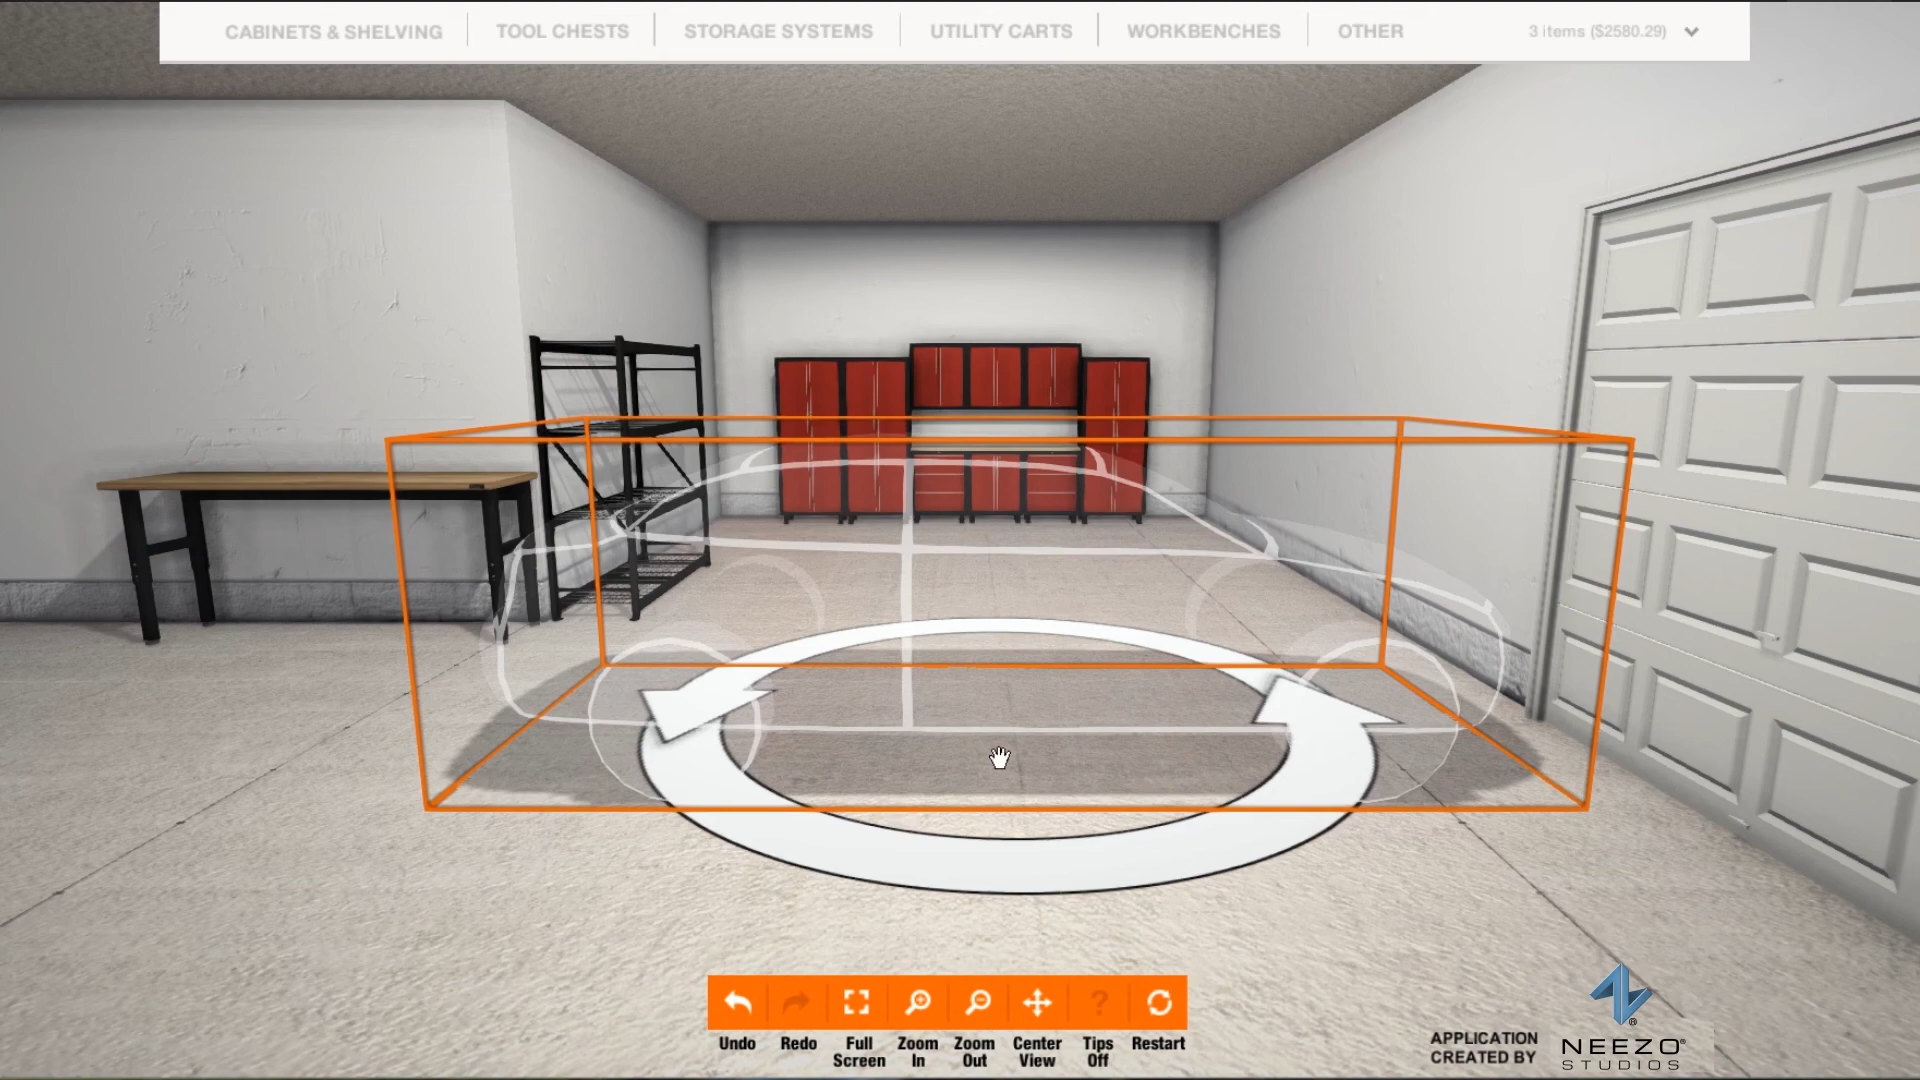 CABINETS & SHELVING
TOOL CHESTS
STORAGE SYSTEMS
UTILITY CARTS
WORKBENCHES
OTHER
3 items ($2580.29)
Undo
Redo
Full
Screen
Zoom
In
Zoom
Out
Center
View
Tips
Off
Restart
APPLICATION
CREATED BY
NEEZO®
STUDIOS